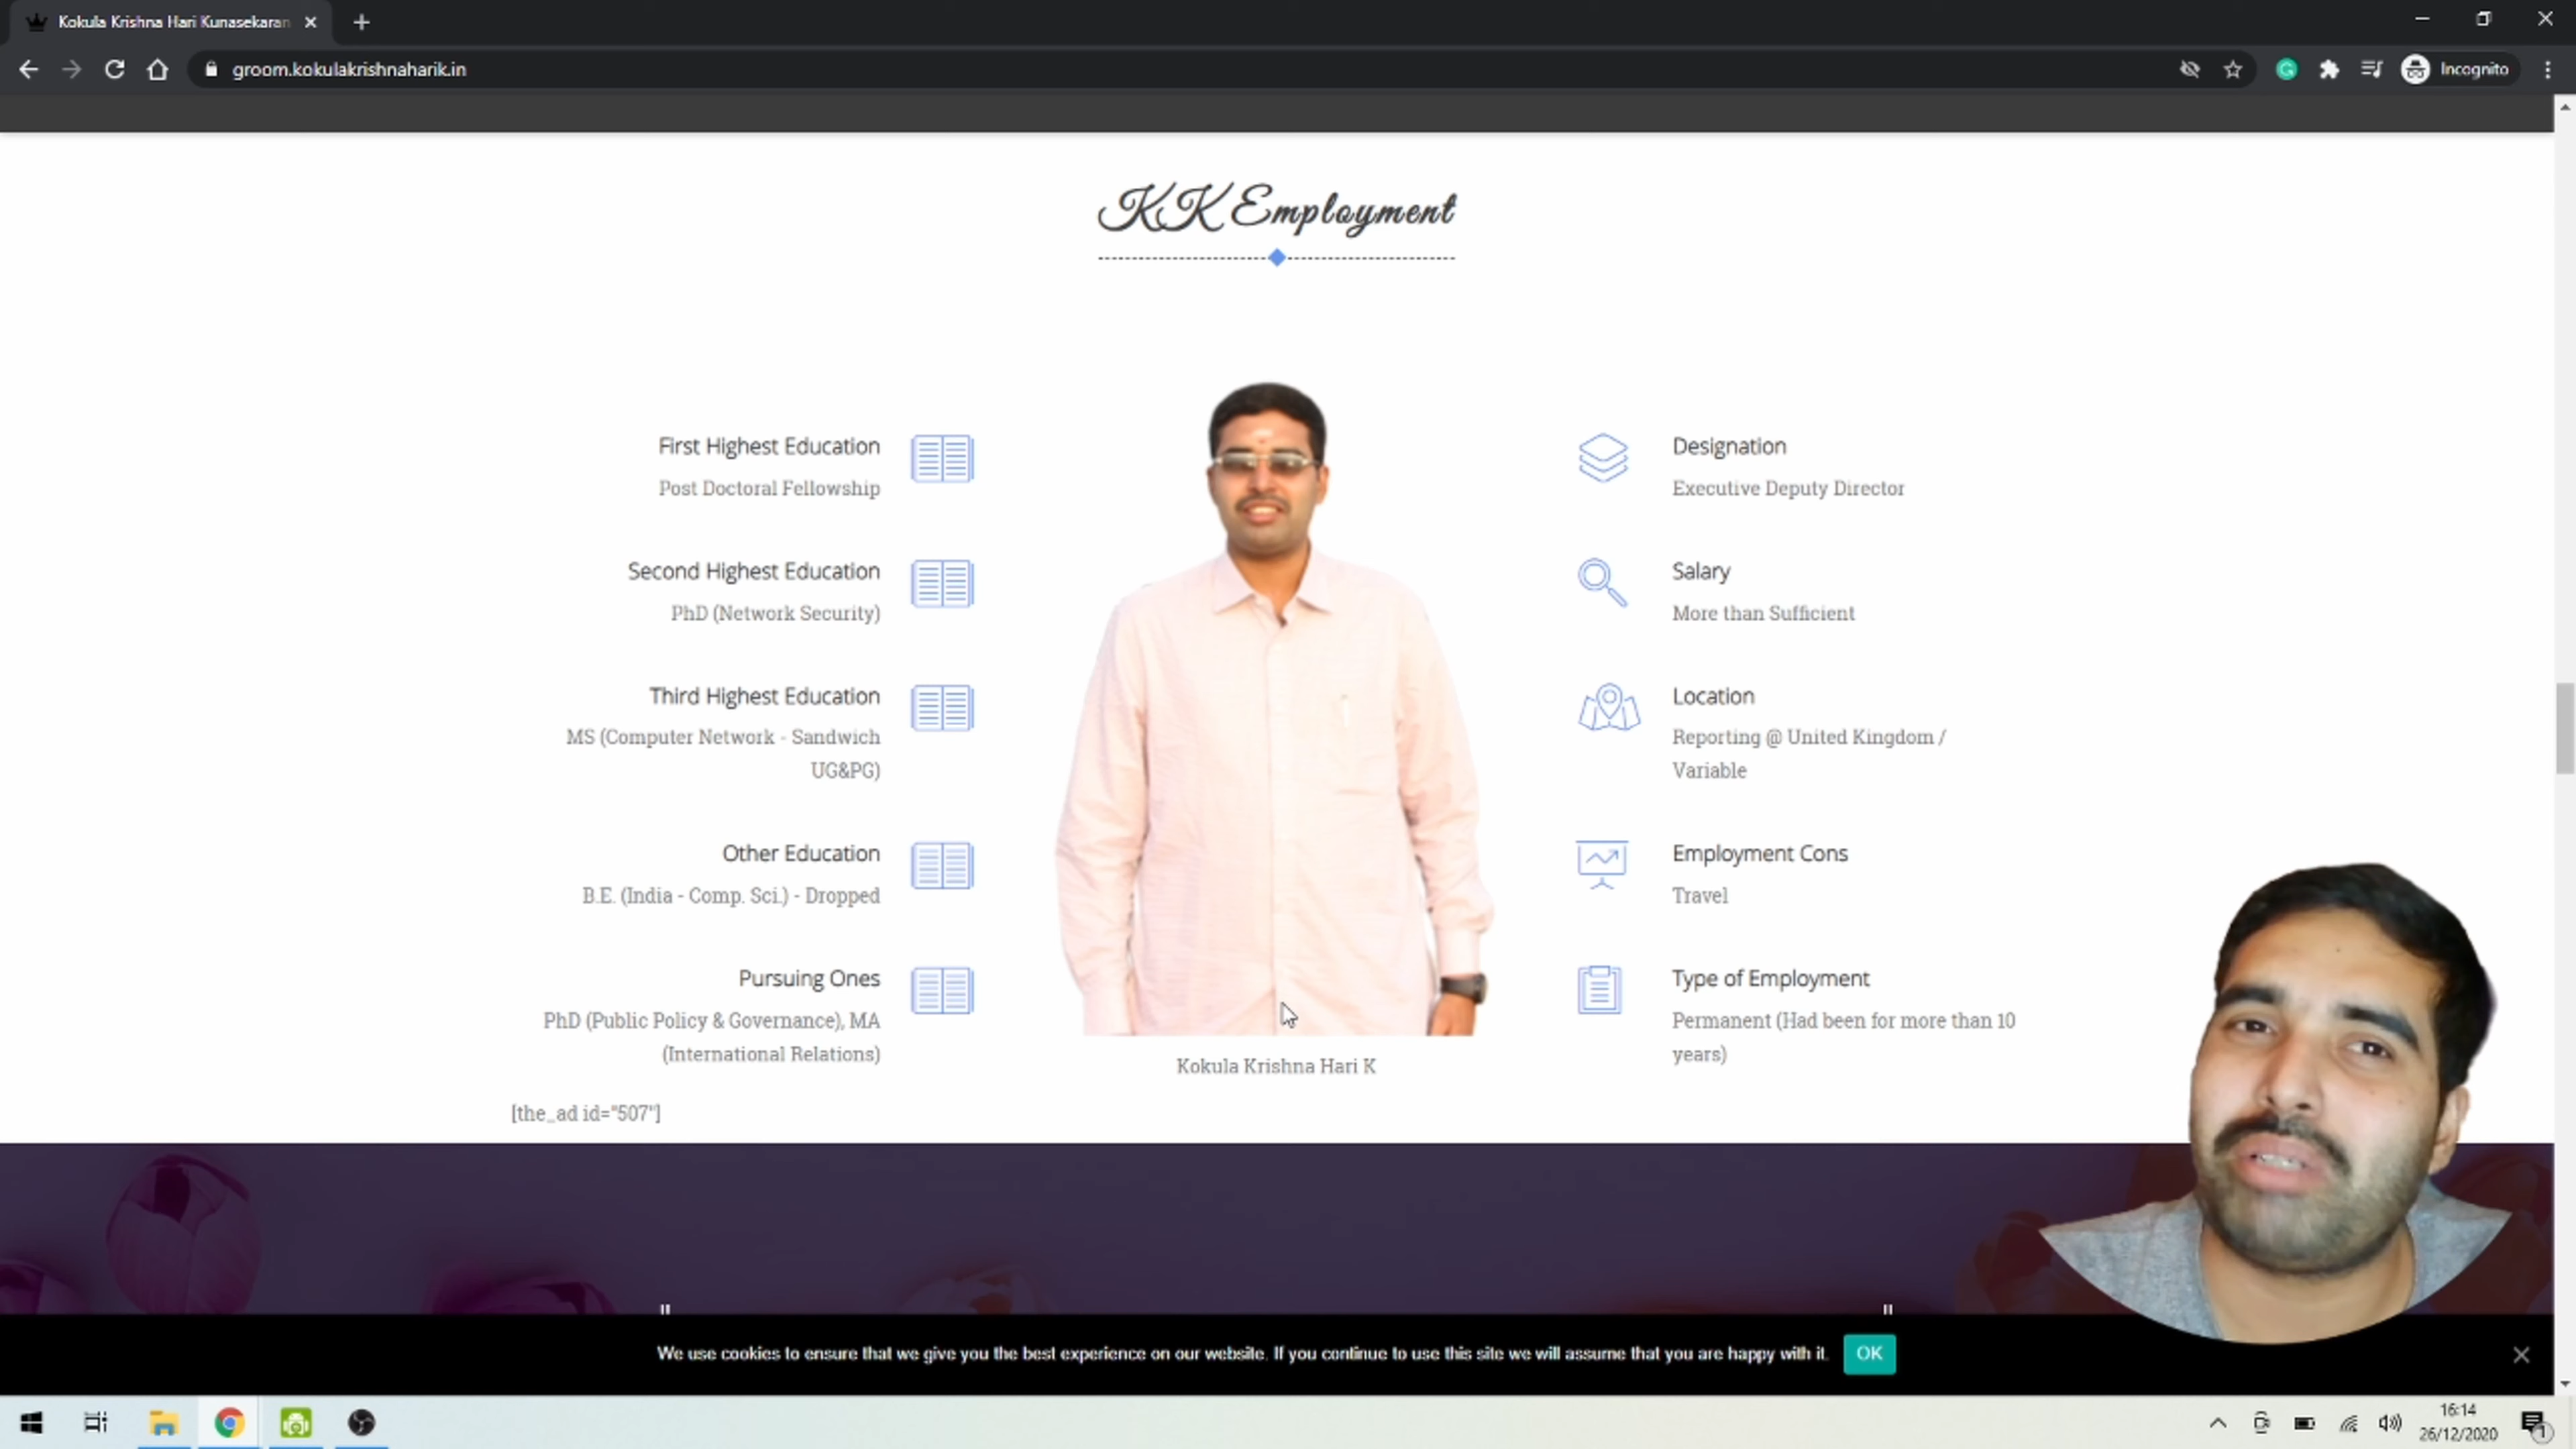 Kokula Krishna Hari Kunasekaran
groom.kokulakrishnaharik.in
Incognito
KK Employment
First Highest Education
Post Doctoral Fellowship
Second Highest Education
PhD (Network Security)
Third Highest Education
MS (Computer Network - Sandwich
UG&PG)
Other Education
B.E. (India - Comp. Sci.) - Dropped
Pursuing Ones
PhD (Public Policy & Governance), MA
(International Relations)
[the_ad id="507"]
Kokula Krishna Hari K
Designation
Executive Deputy Director
Salary
More than Sufficient
Location
Reporting @ United Kingdom /
Variable
Employment Cons
Travel
Type of Employment
Permanent (Had been for more than 10
years)
We use cookies to ensure that we give you the best experience on our website. If you continue to use this site we will assume that you are happy with it.
OK
16:14
26/12/2020
1